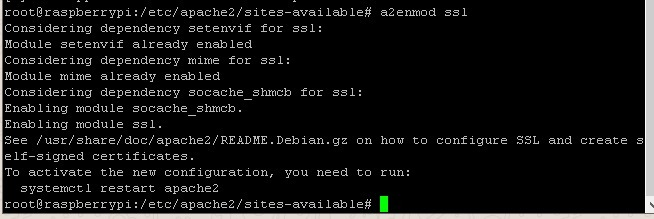 root@raspberrypi:/etc/apache2/sites-available# a2enmod ssl
Considering dependency setenvif for ssl:
Module setenvif already enabled
Considering dependency mime for ssl:
Module mime already enabled
Considering dependency socache_shmcb for ssl:
Enabling module socache_shmcb.
Enabling module ssl.
See /usr/share/doc/apache2/README.Debian.gz on how to configure SSL and create s
elf-signed certificates.
To activate the new configuration, you need to run:
  systemctl restart apache2
root@raspberrypi:/etc/apache2/sites-available#